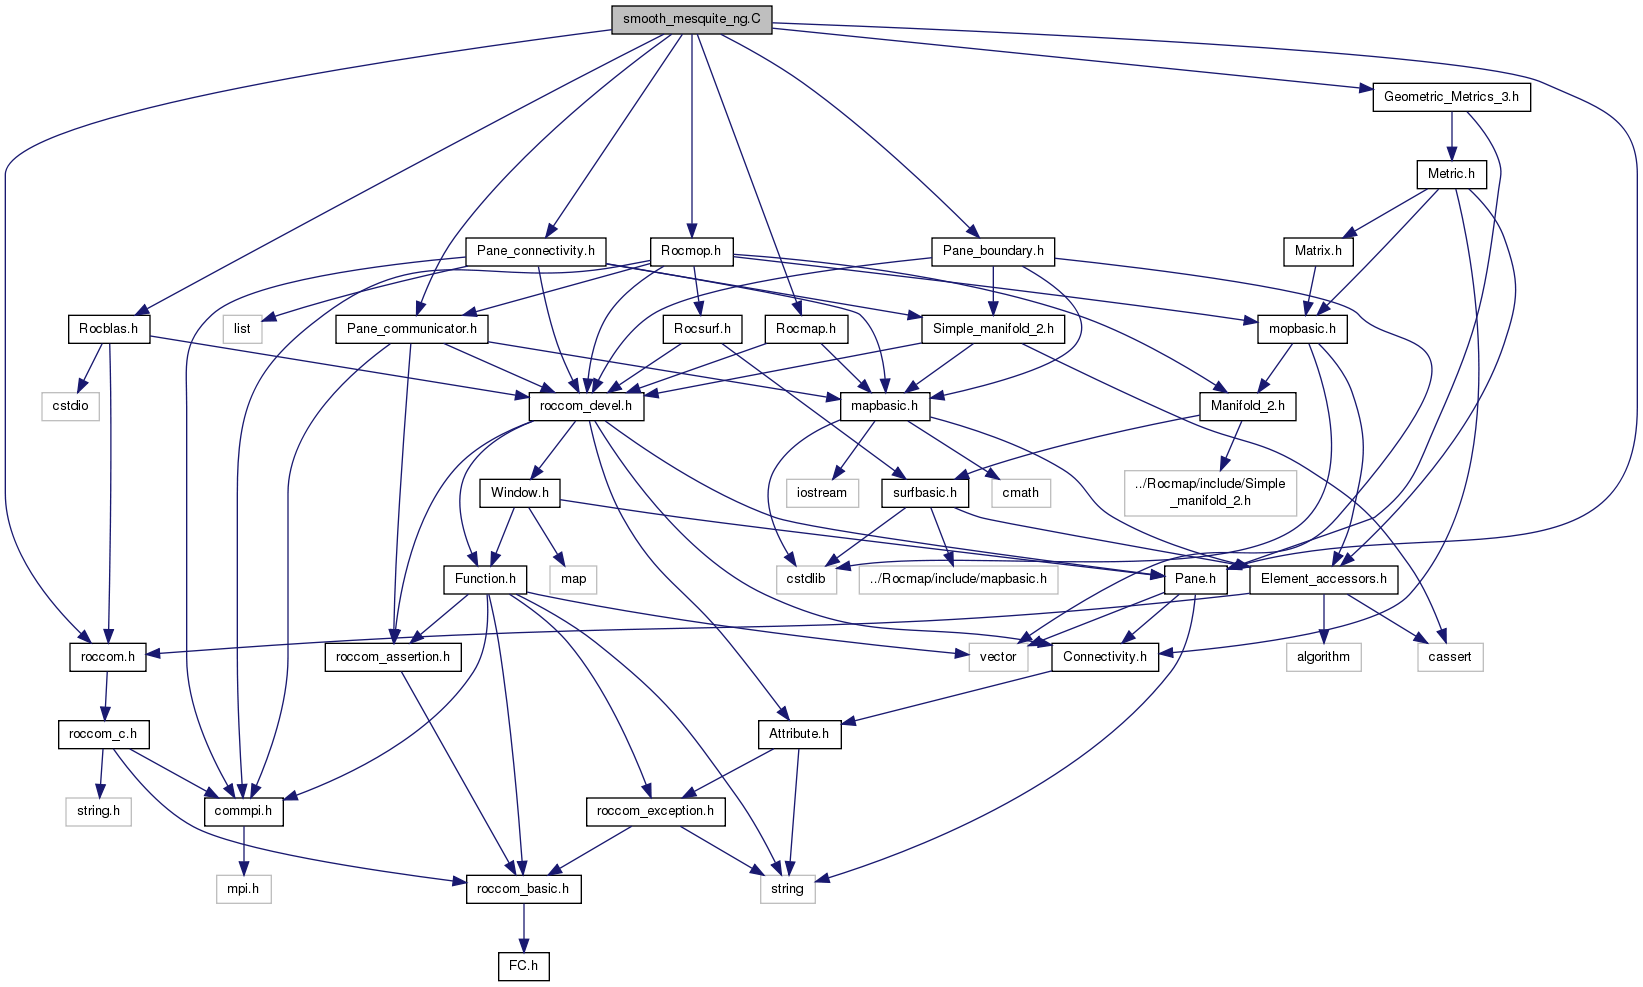 smooth_mesquite_ng.C
Geometric_Metrics_3.h
Metric.h
Pane_connectivity.h
Rocmop.h
Pane_boundary.h
Matrix.h
Rocblas.h
list
Pane_communicator.h
Rocsurf.h
Rocmap.h
Simple_manifold_2.h
mopbasic.h
cstdio
roccom_devel.h
mapbasic.h
Manifold_2.h
Window.h
iostream
surfbasic.h
cmath
../Rocmap/include/Simple
_manifold_2.h
Function.h
map
cstdlib
../Rocmap/include/mapbasic.h
Pane.h
Element_accessors.h
roccom.h
roccom_assertion.h
vector
Connectivity.h
algorithm
cassert
roccom_c.h
Attribute.h
string.h
commpi.h
roccom_exception.h
mpi.h
roccom_basic.h
string
FC.h